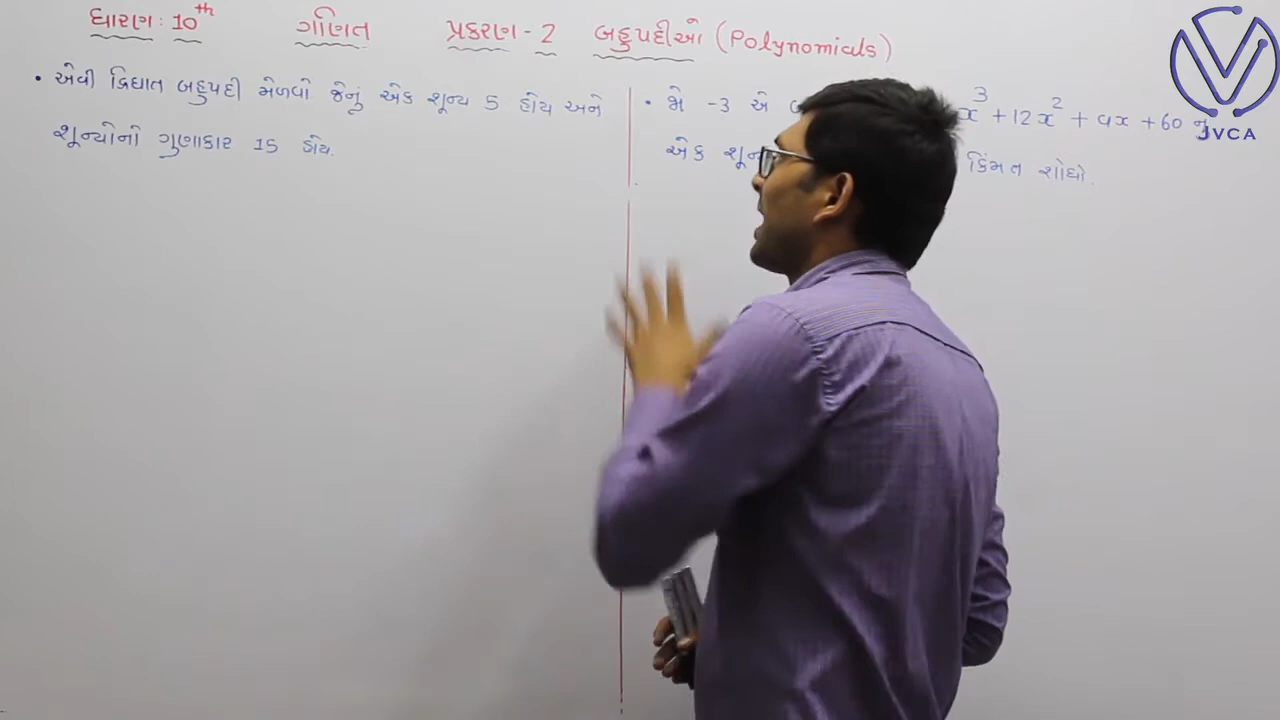 ધોરણ: 10th ગણિત પ્રકરણ - 2 બહુપદીઓ (Polynomials)
• એવી દ્વિઘાત બહુપદી મેળવો જેનું એક શૂન્ય 5 હોય અને
શૂન્યોનો ગુણાકાર 15 હોય.
• જો -3 એ x³ + 12x² + ax + 60 નું
એક કિંમત શોધો.
JVCA